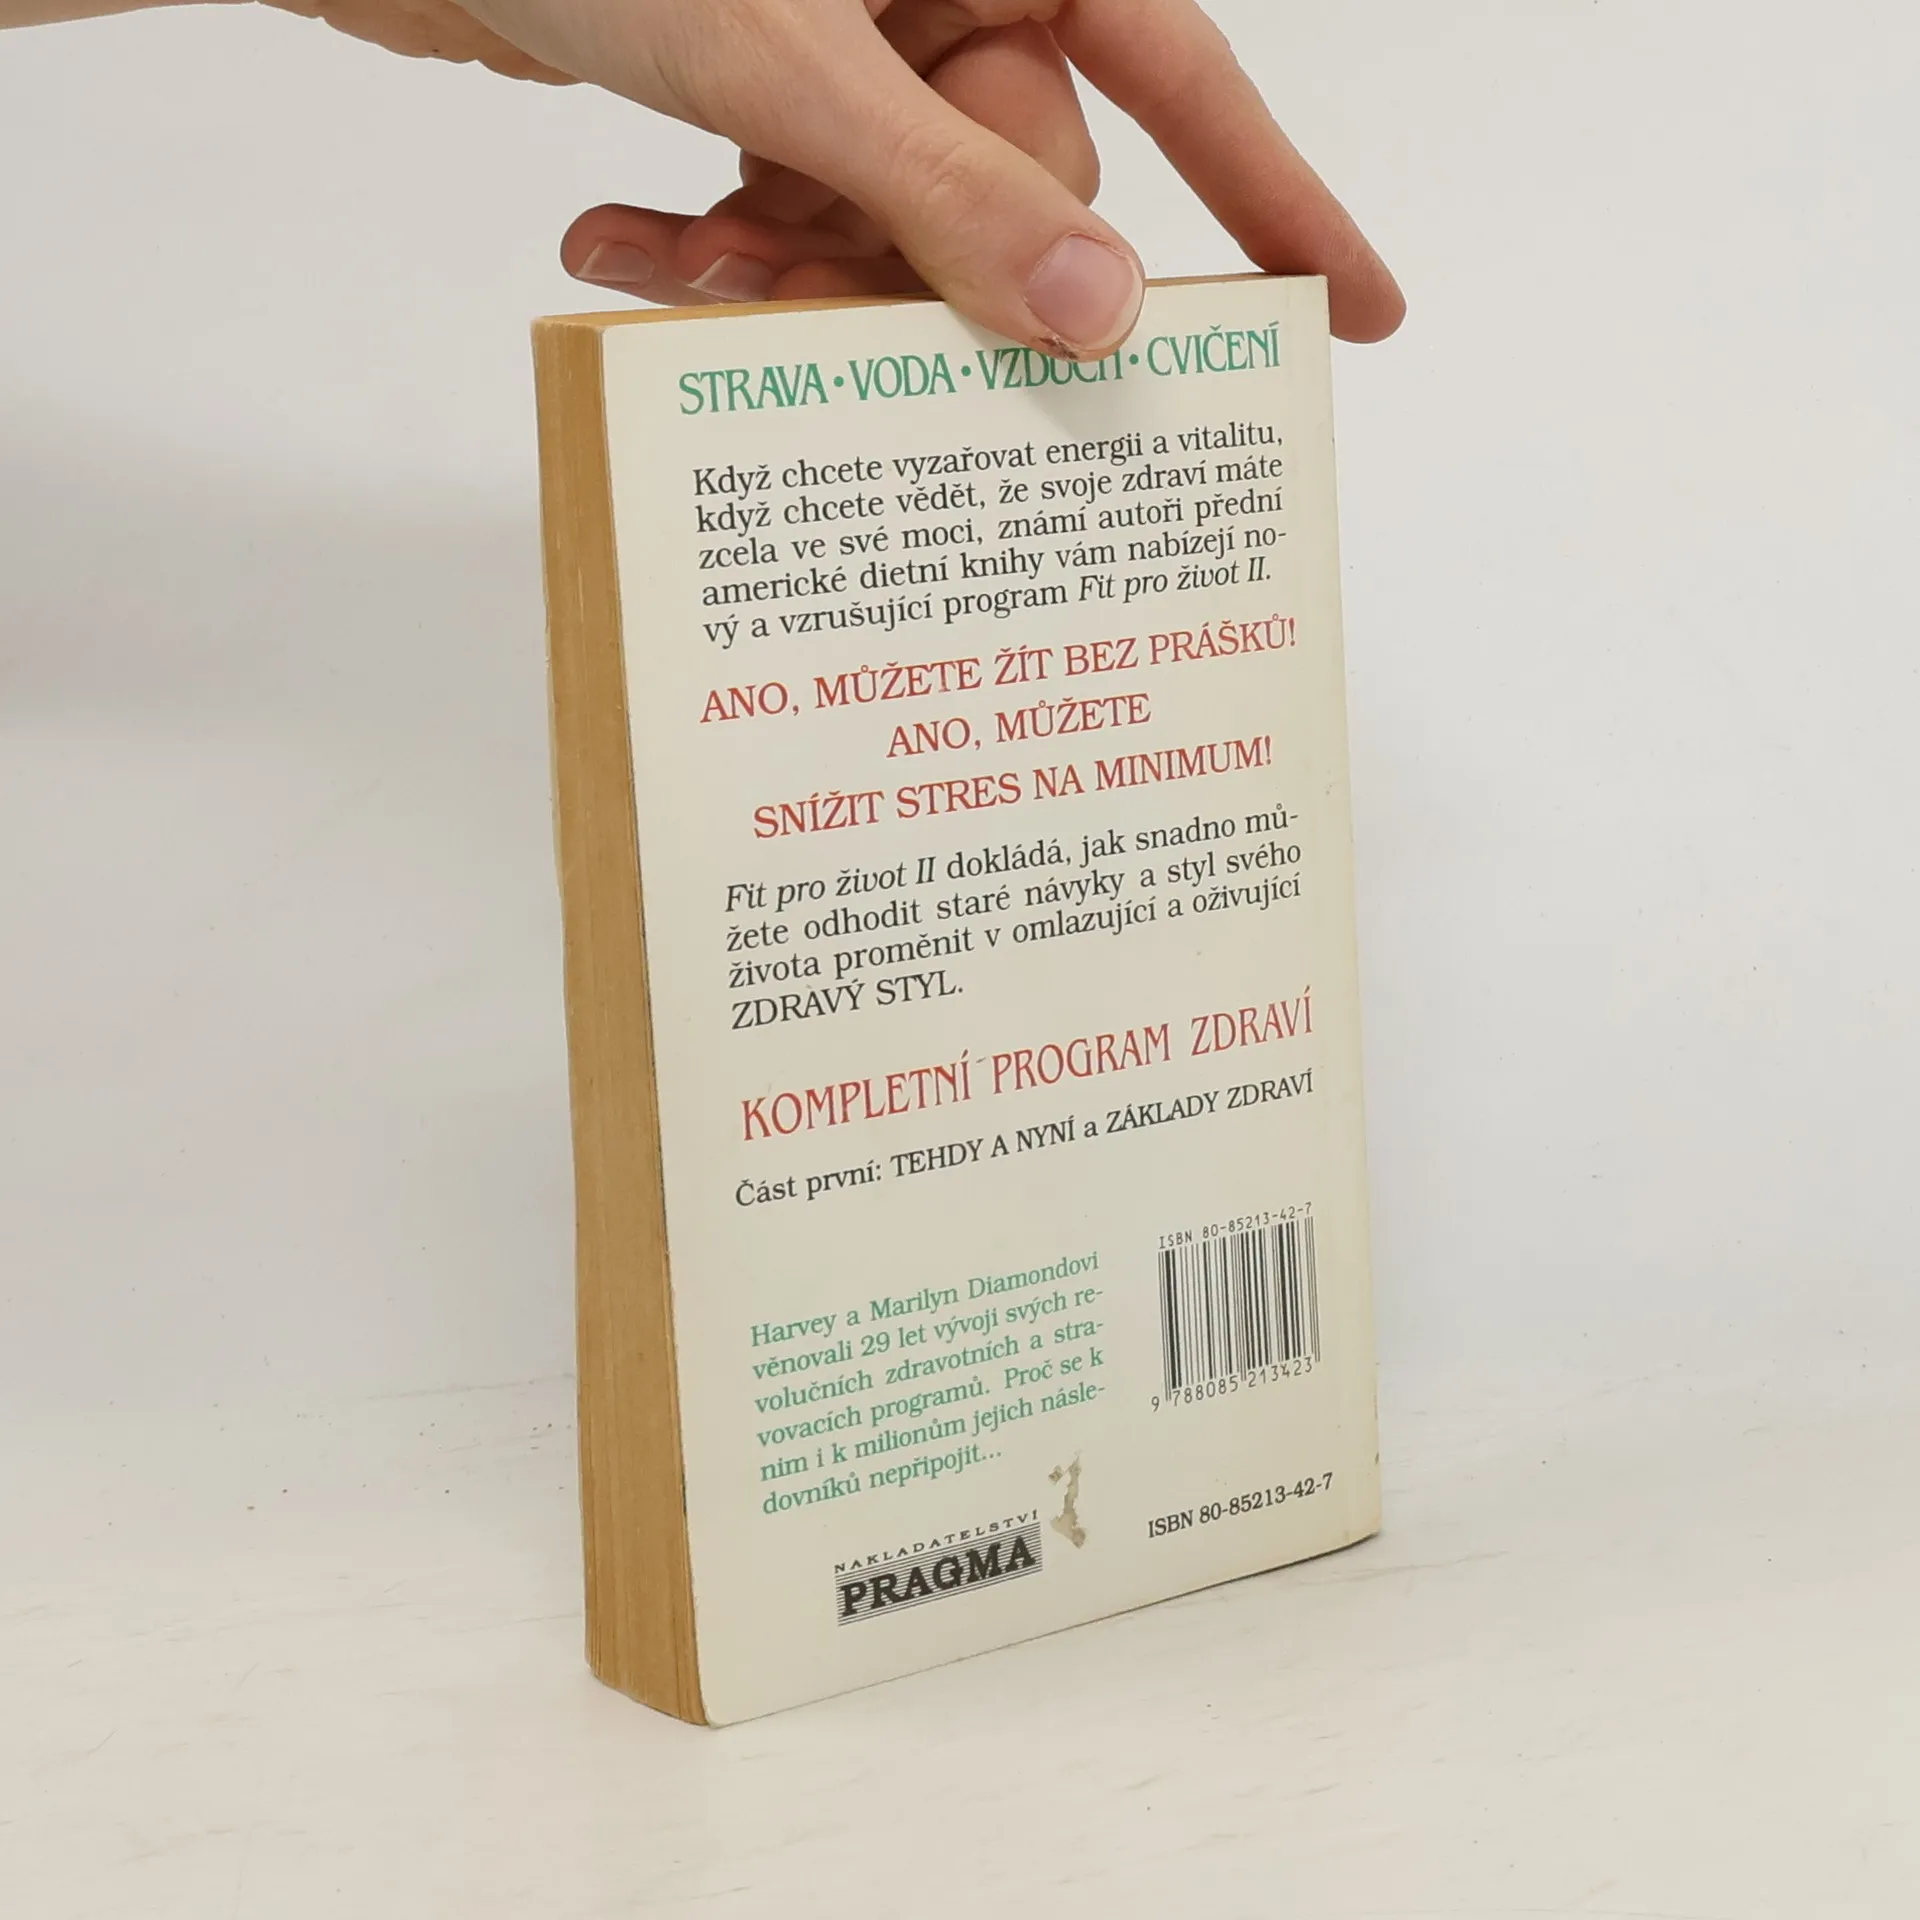 STRAVA • VODA • VZDUCH • CVIČENÍ
Když chcete vyzařovat energii a vitalitu,
když chcete vědět, že svoje zdraví máte
zcela ve své moci, známí autoři přední
americké dietní knihy vám nabízejí no-
vý a vzrušující program Fit pro život II.
ANO, MŮŽETE ŽÍT BEZ PRÁŠKŮ!
ANO, MŮŽETE
SNÍŽIT STRES NA MINIMUM!
Fit pro život II dokládá, jak snadno mů-
žete odhodit staré návyky a styl svého
života proměnit v omlazující a oživující
ZDRAVÝ STYL.
KOMPLETNÍ PROGRAM ZDRAVÍ
Část první: TEHDY A NYNÍ a ZÁKLADY ZDRAVÍ
Harvey a Marilyn Diamondovi
věnovali 29 let vývoji svých re-
volučních zdravotních a stra-
vovacích programů. Proč se k
nim i k milionům jejich násle-
dovníků nepřipojit...
ISBN 80-85213-42-7
9 788085 213423
NAKLADATELSTVÍ
PRAGMA
ISBN 80-85213-42-7